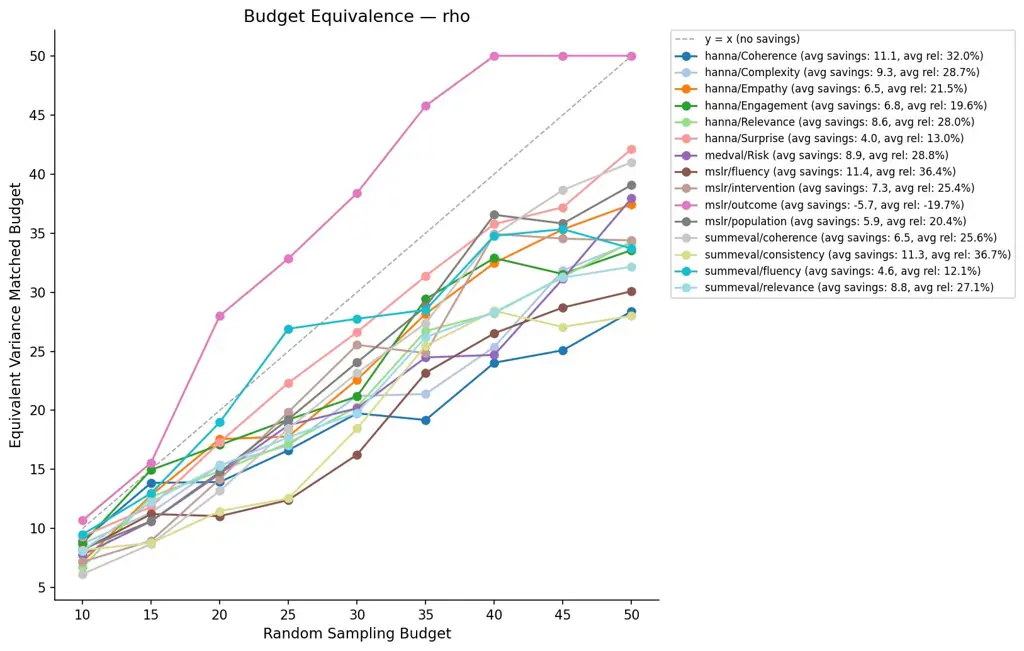 Budget Equivalence — rho
Equivalent Variance Matched Budget
50
45
40
35
30
25
20
15
10
5
10 15 20 25 30 35 40 45 50
Random Sampling Budget
y = x (no savings)
hanna/Coherence (avg savings: 11.1, avg rel: 32.0%)
hanna/Complexity (avg savings: 9.3, avg rel: 28.7%)
hanna/Empathy (avg savings: 6.5, avg rel: 21.5%)
hanna/Engagement (avg savings: 6.8, avg rel: 19.6%)
hanna/Relevance (avg savings: 8.6, avg rel: 28.0%)
hanna/Surprise (avg savings: 4.0, avg rel: 13.0%)
medval/Risk (avg savings: 8.9, avg rel: 28.8%)
mslr/fluency (avg savings: 11.4, avg rel: 36.4%)
mslr/intervention (avg savings: 7.3, avg rel: 25.4%)
mslr/outcome (avg savings: -5.7, avg rel: -19.7%)
mslr/population (avg savings: 5.9, avg rel: 20.4%)
summeval/coherence (avg savings: 6.5, avg rel: 25.6%)
summeval/consistency (avg savings: 11.3, avg rel: 36.7%)
summeval/fluency (avg savings: 4.6, avg rel: 12.1%)
summeval/relevance (avg savings: 8.8, avg rel: 27.1%)